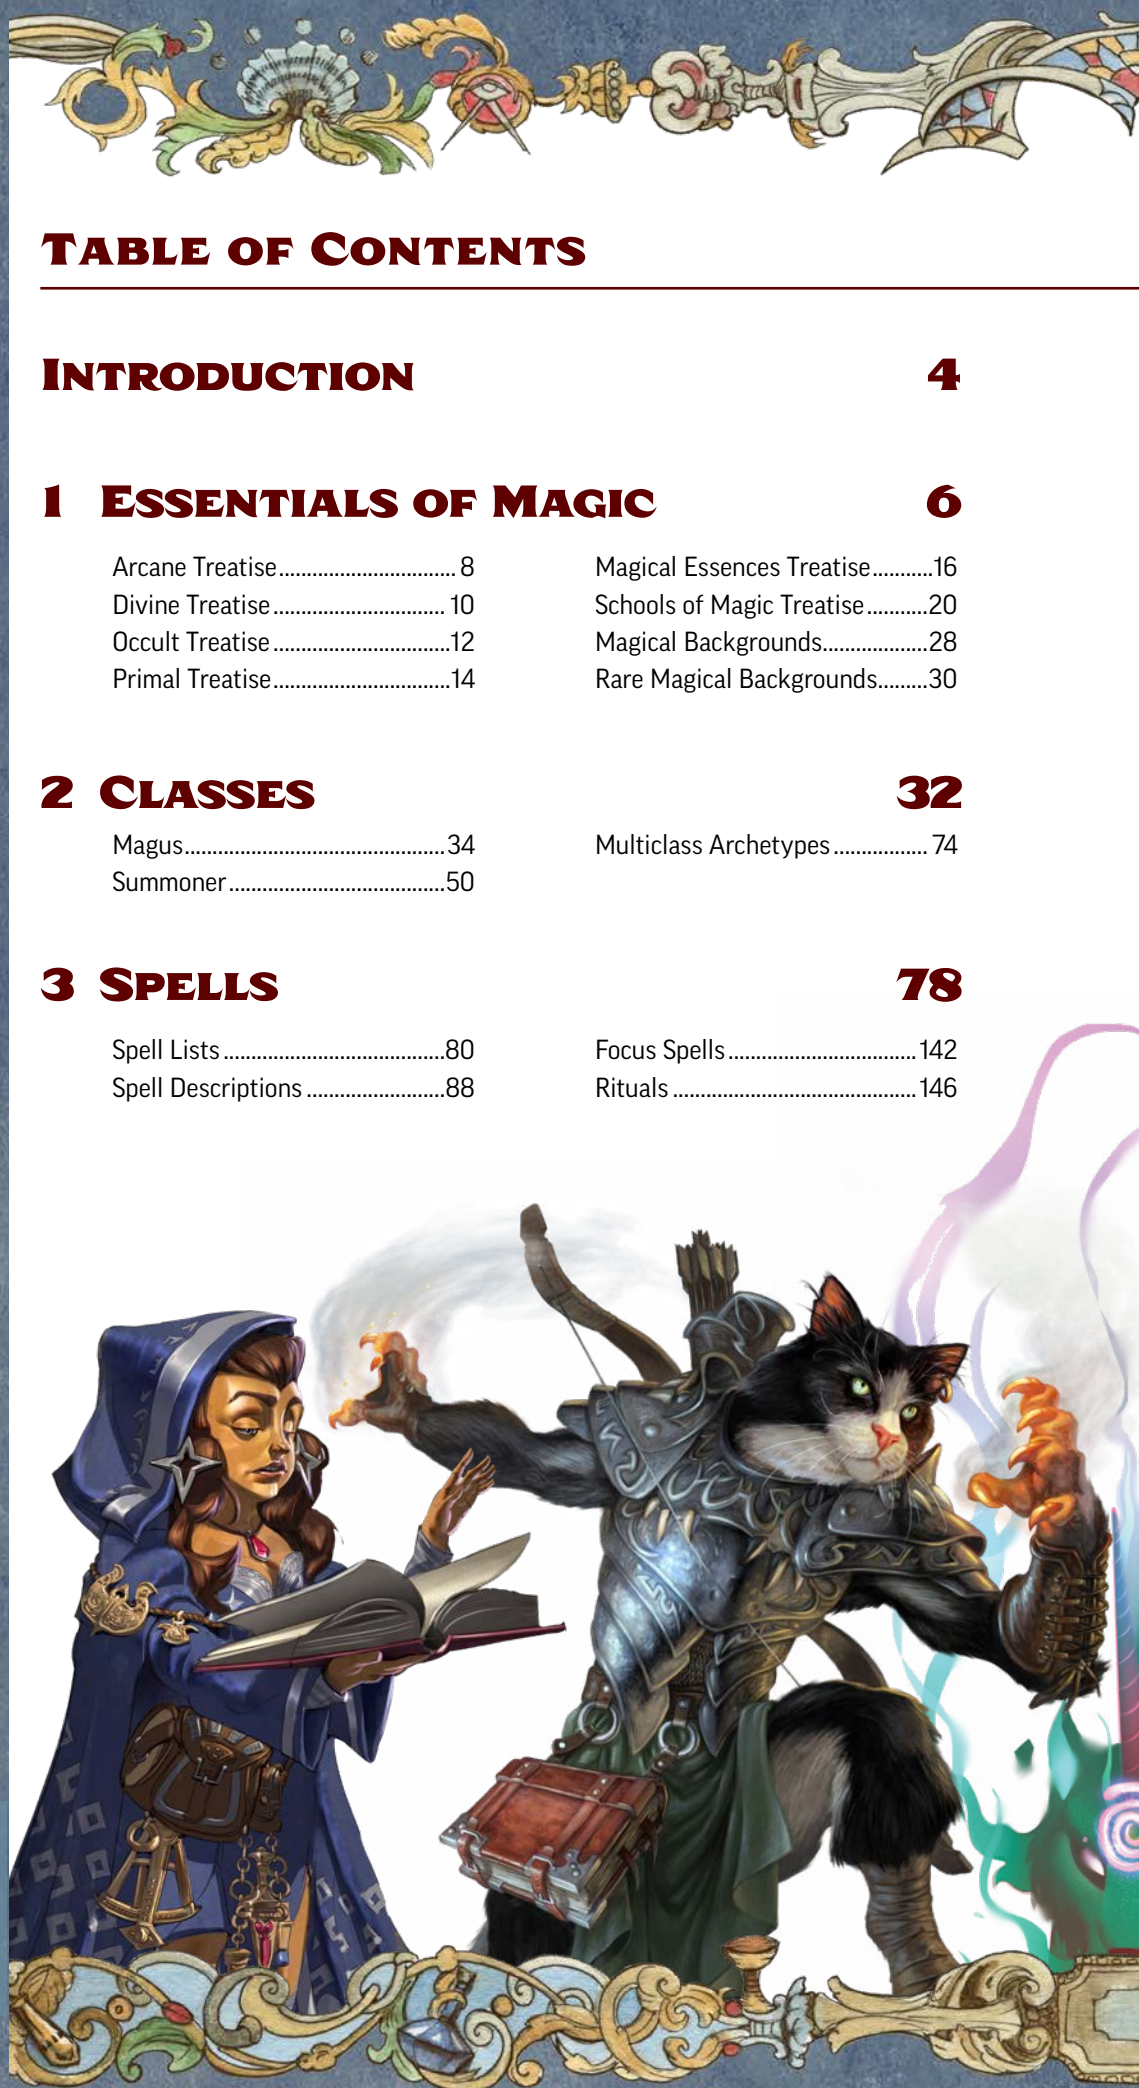 TABLE OF CONTENTS
INTRODUCTION 4
1 ESSENTIALS OF MAGIC 6
Arcane Treatise................................ 8
Divine Treatise............................... 10
Occult Treatise................................12
Primal Treatise................................14
Magical Essences Treatise...........16
Schools of Magic Treatise...........20
Magical Backgrounds...................28
Rare Magical Backgrounds.........30
2 CLASSES 32
Magus...............................................34
Summoner.......................................50
Multiclass Archetypes................. 74
3 SPELLS 78
Spell Lists........................................80
Spell Descriptions.........................88
Focus Spells..................................142
Rituals............................................146